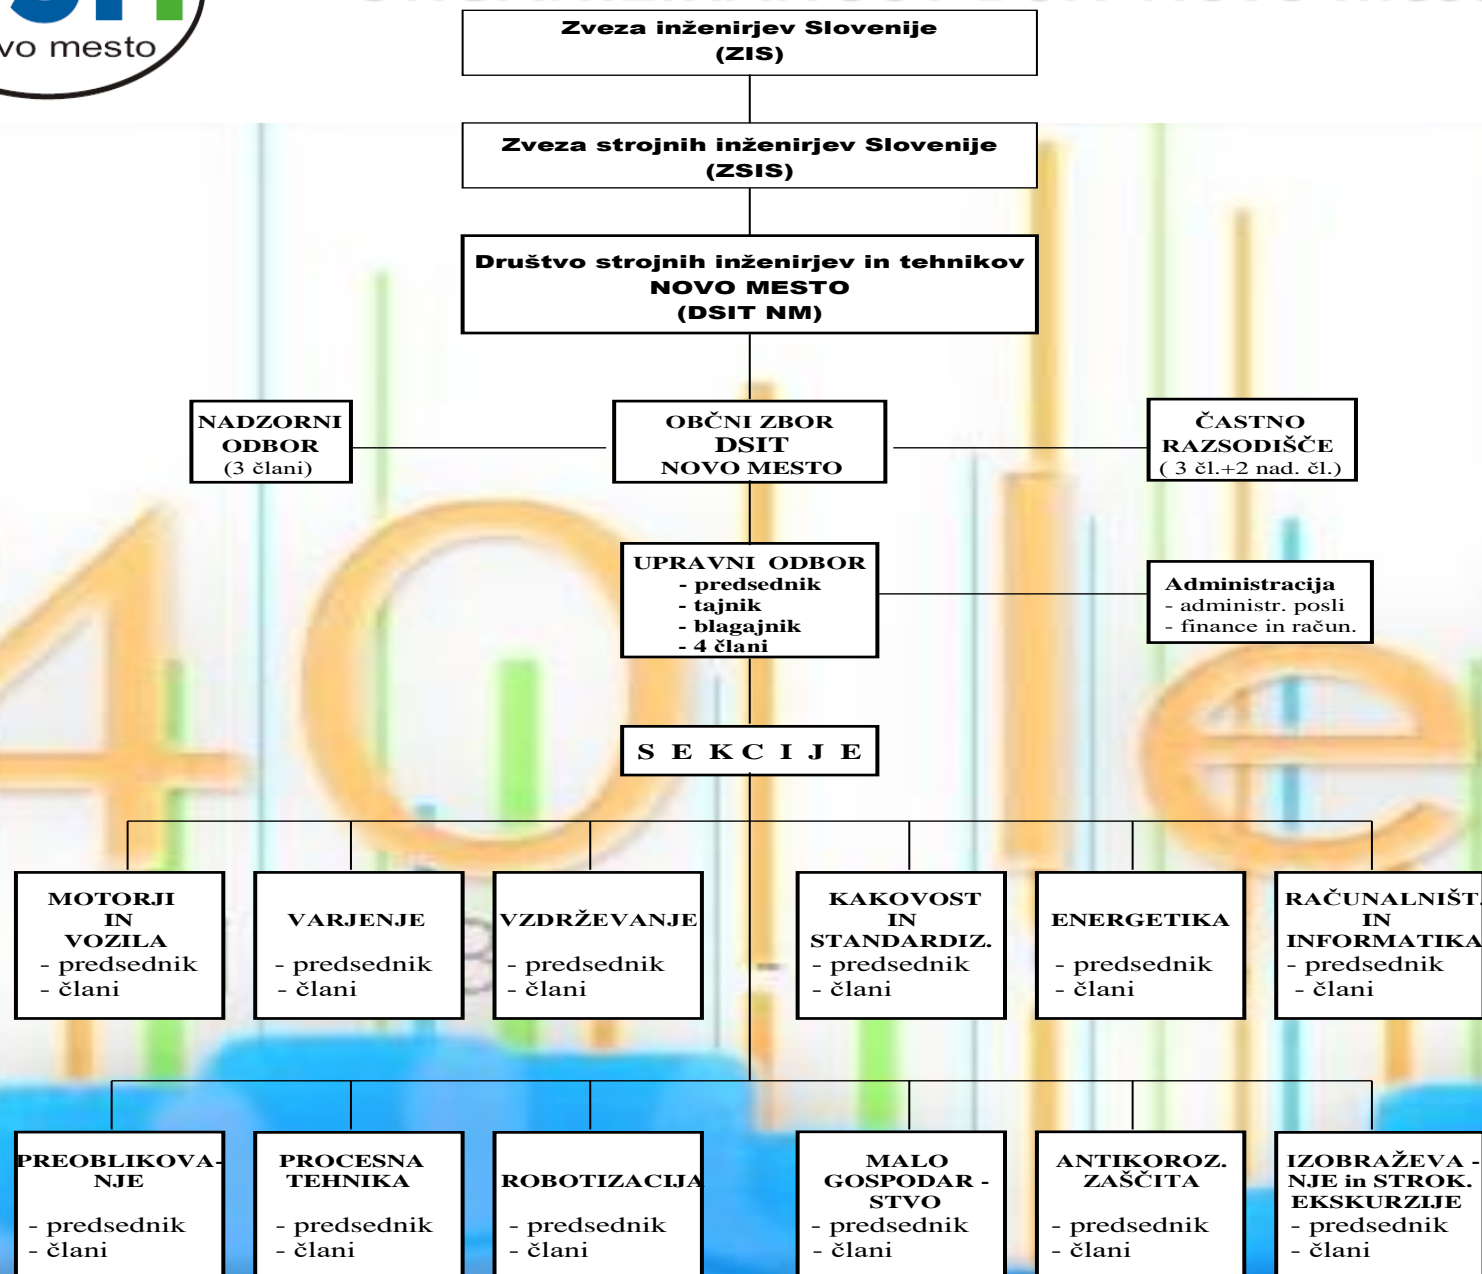 vo mesto
Zveza inženirjev Slovenije
(ZIS)
Zveza strojnih inženirjev Slovenije
(ZSIS)
Društvo strojnih inženirjev in tehnikov
NOVO MESTO
(DSIT NM)
NADZORNI
ODBOR
(3 člani)
OBČNI ZBOR
DSIT
NOVO MESTO
ČASTNO
RAZSODIŠČE
( 3 čl.+2 nad. čl.)
UPRAVNI ODBOR
- predsednik
- tajnik
- blagajnik
- 4 člani
Administracija
- administr. posli
- finance in račun.
S E K C I J E
MOTORJI
IN
VOZILA
- predsednik
- člani
VARJENJE
- predsednik
- člani
VZDRŽEVANJE
- predsednik
- člani
KAKOVOST
IN
STANDARDIZ.
- predsednik
- člani
ENERGETIKA
- predsednik
- člani
RAČUNALNIŠT.
IN
INFORMATIKA
- predsednik
- člani
PREOBLIKOVA-
NJE
- predsednik
- člani
PROCESNA
TEHNIKA
- predsednik
- člani
ROBOTIZACIJA
- predsednik
- člani
MALO
GOSPODAR -
STVO
- predsednik
- člani
ANTIKOROZ.
ZAŠČITA
- predsednik
- člani
IZOBRAŽEVA -
NJE in STROK.
EKSKURZIJE
- predsednik
- člani
40 le